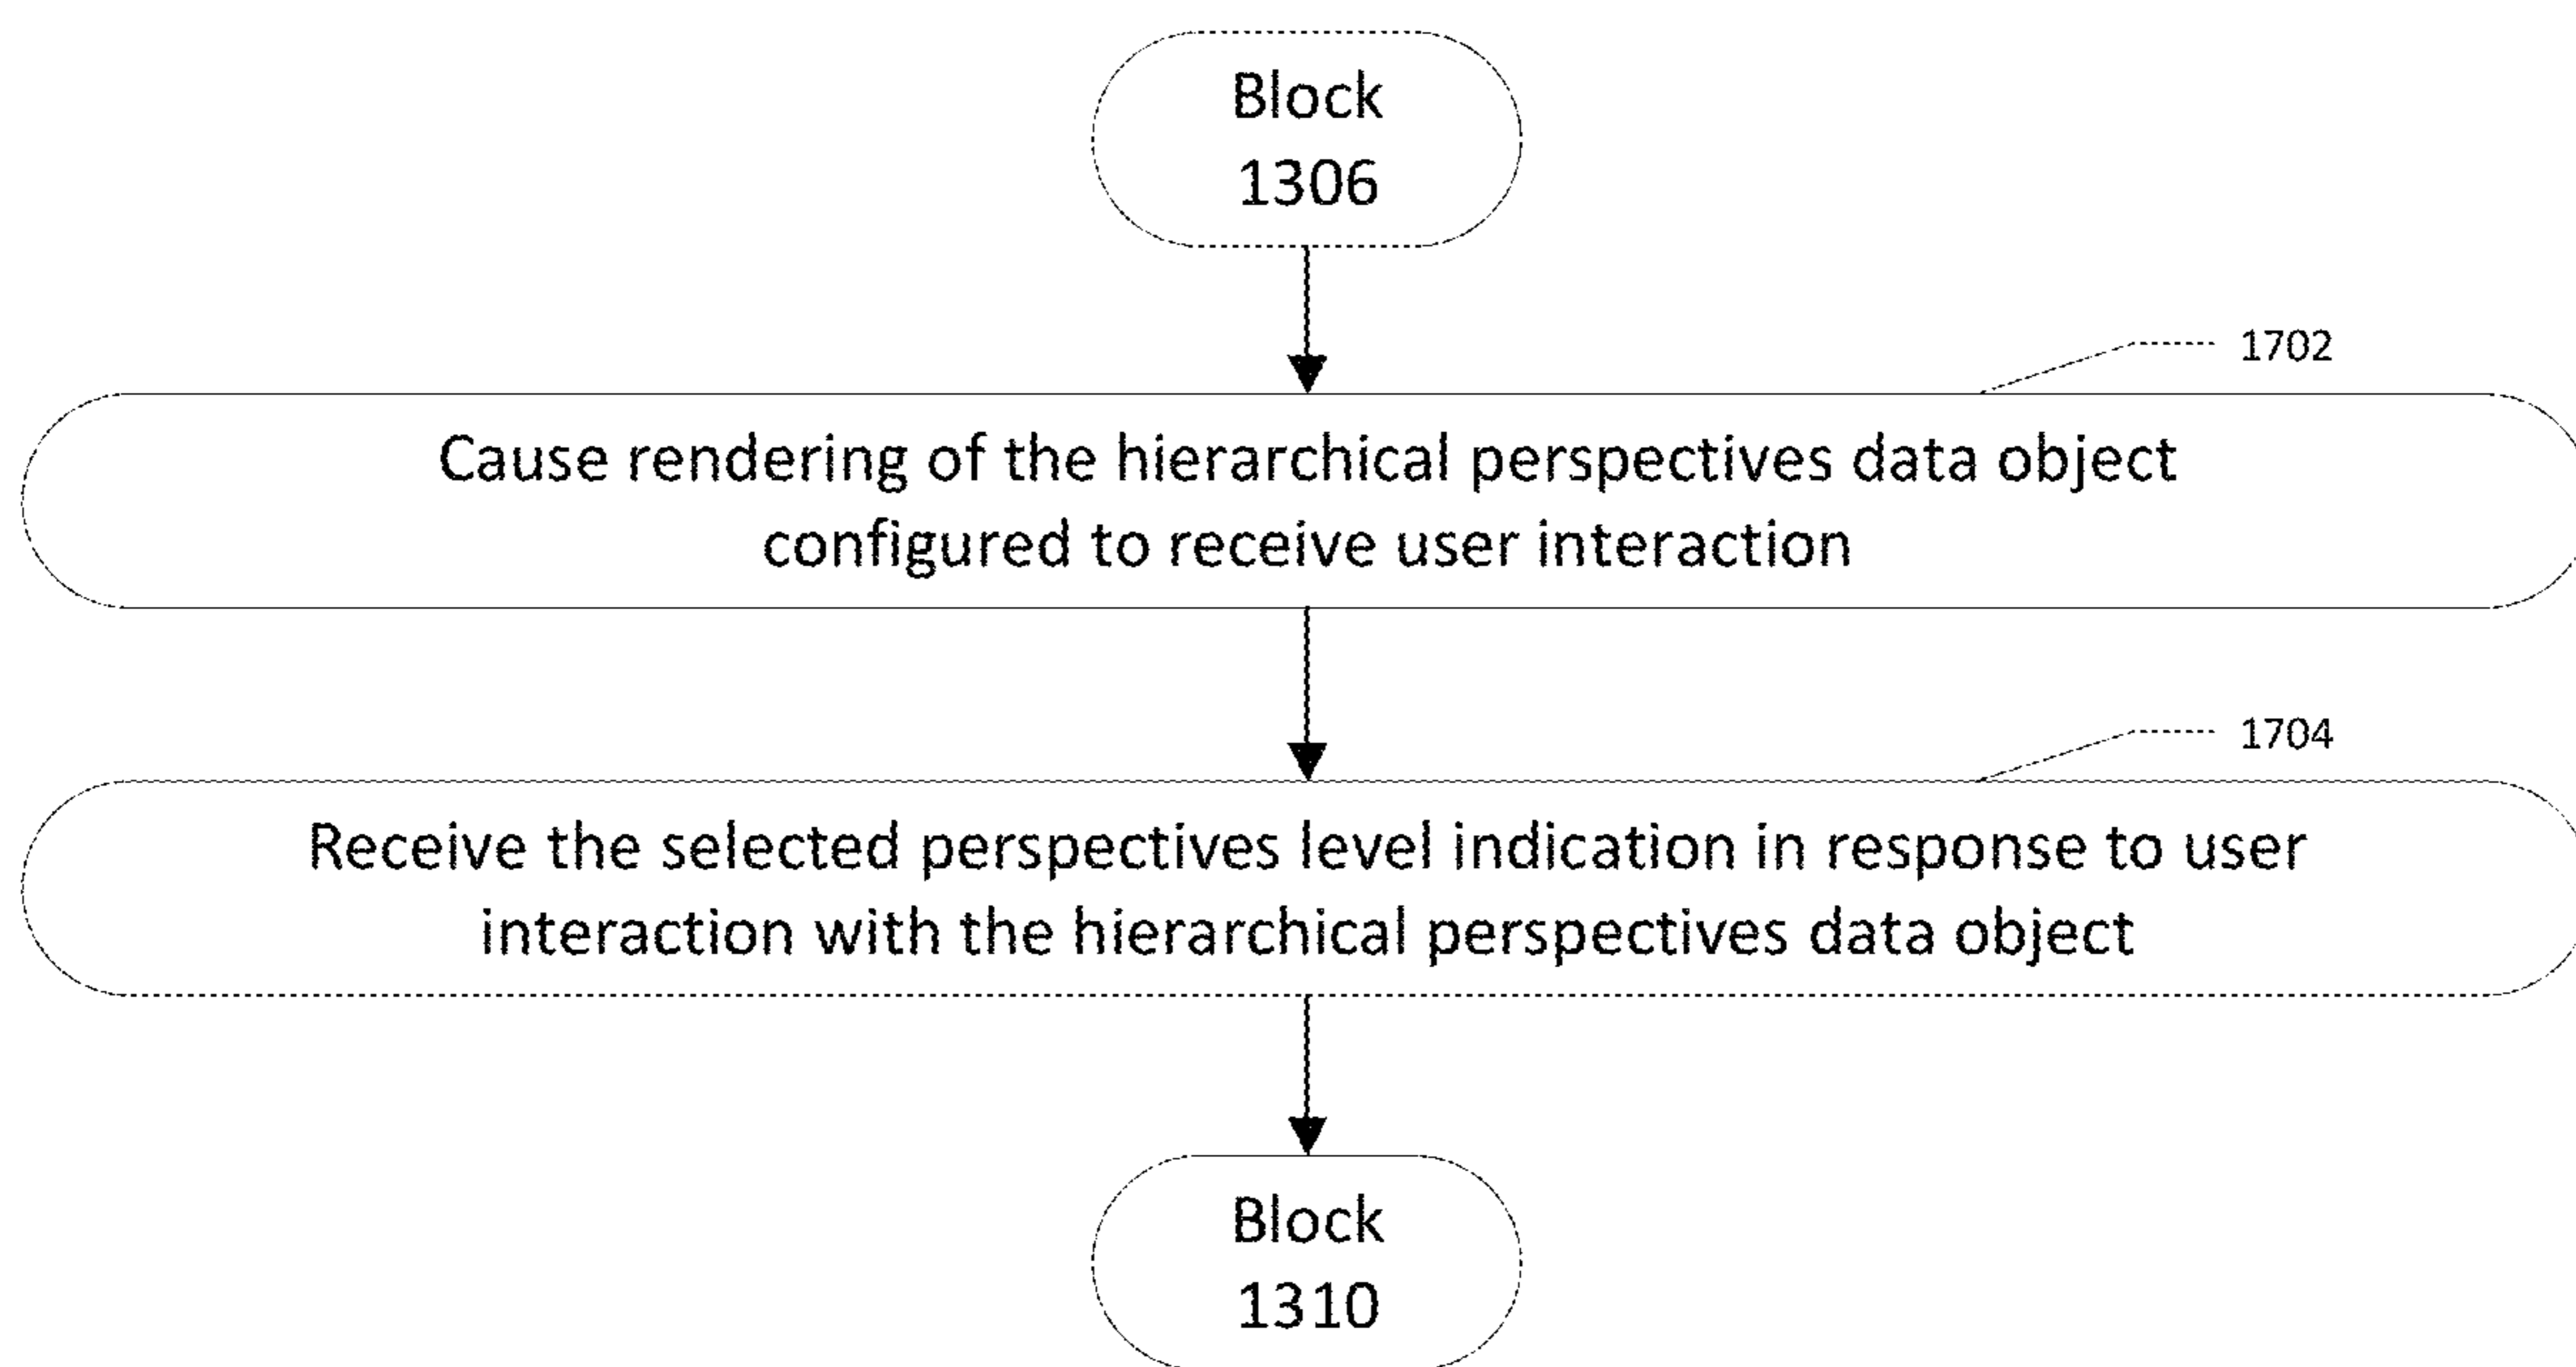 Block
1306
1702
Cause rendering of the hierarchical perspectives data object
configured to receive user interaction
1704
Receive the selected perspectives level indication in response to user
interaction with the hierarchical perspectives data object
Block
1310